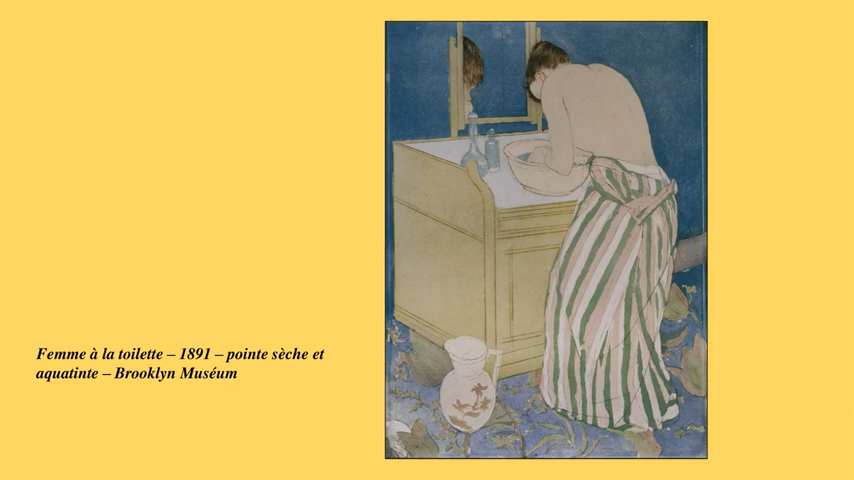 Femme à la toilette – 1891 – pointe sèche et
aquatinte – Brooklyn Muséum